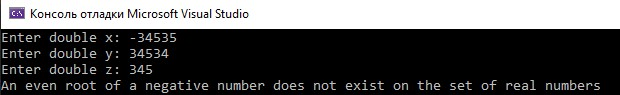 Консоль отладки Microsoft Visual Studio
Enter double x: -34535
Enter double y: 34534
Enter double z: 345
An even root of a negative number does not exist on the set of real numbers